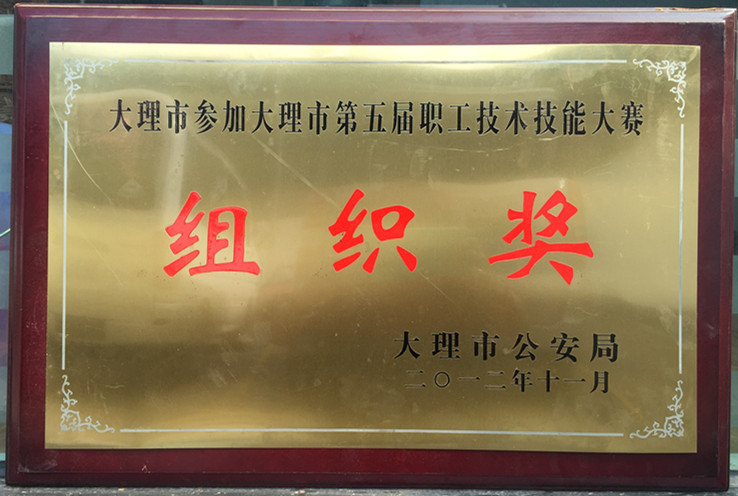 大理市参加大理市第五届职工技术技能大赛
组织奖
大理市公安局
二〇一二年十一月